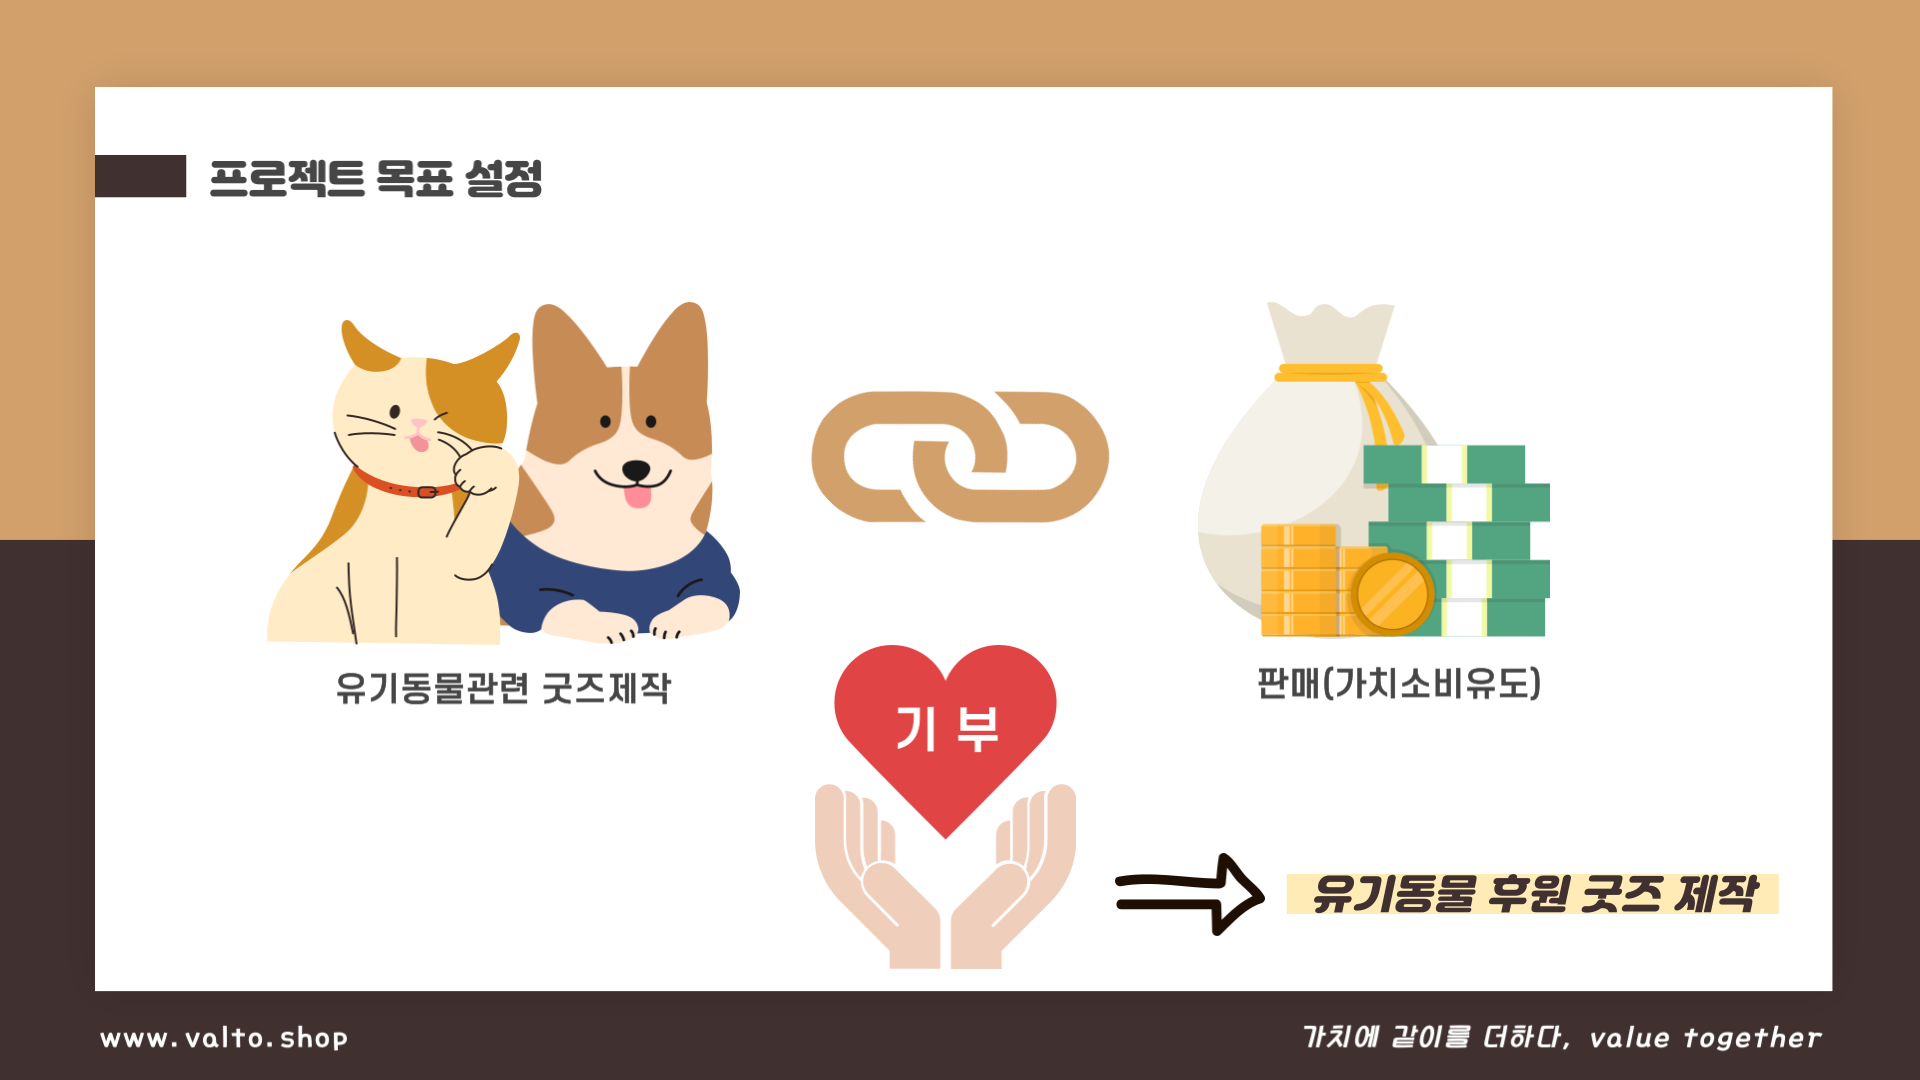 프로젝트 목표 설정
유기동물관련 굿즈제작
판매(가치소비유도)
기 부
유기동물 후원 굿즈 제작
www.valto.shop
가치에 같이를 더하다, value together